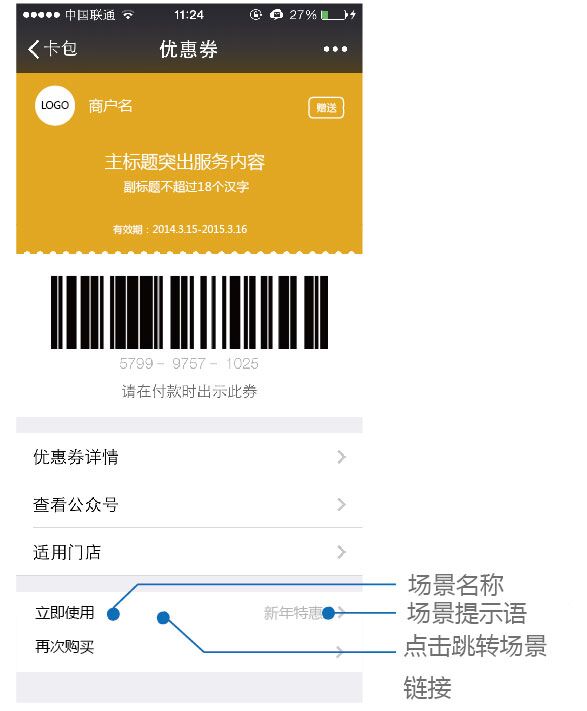 中国联通 11:24 27%
卡包 优惠券
LOGO 商户名 赠送
主标题突出服务内容
副标题不超过18个汉字
有效期：2014.3.15-2015.3.16
5799 - 9757 - 1025
请在付款时出示此券
优惠券详情
查看公众号
适用门店
场景名称
立即使用 新年特惠 场景提示语
再次购买 点击跳转场景
链接